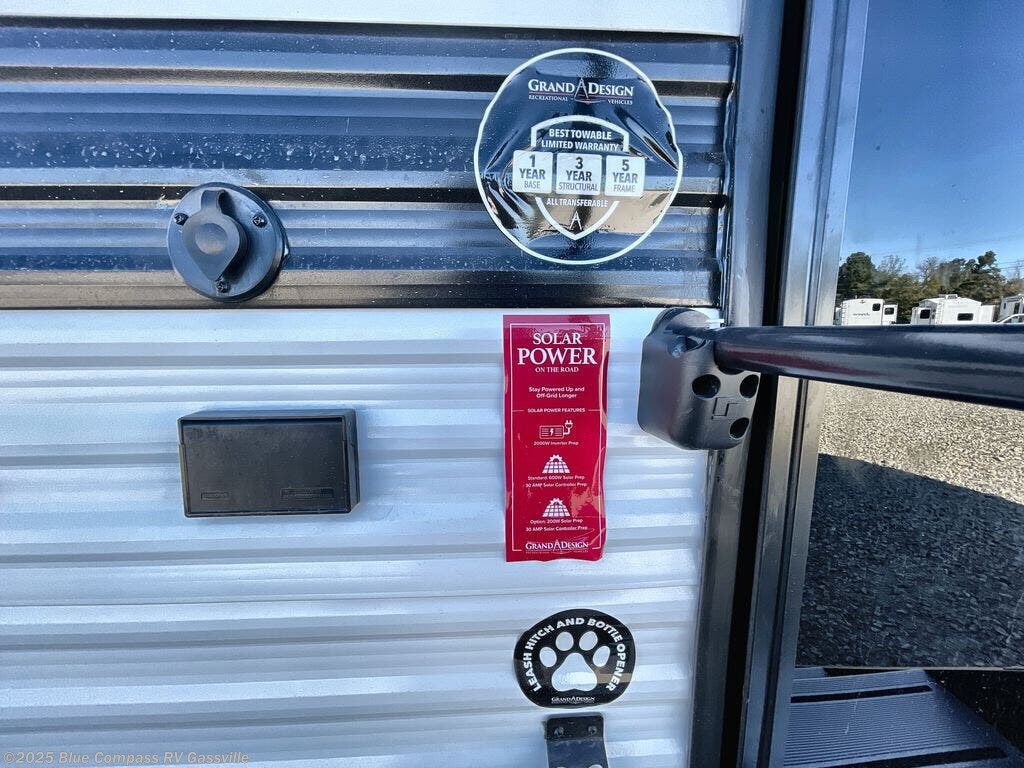 GRAND DESIGN
RECREATIONAL VEHICLES
BEST TOWABLE
LIMITED WARRANTY
1 YEAR BASE
3 YEAR STRUCTURAL
5 YEAR FRAME
ALL TRANSFERABLE
SOLAR
POWER
ON THE ROAD
Stay Powered Up and
Off-Grid Longer
SOLAR POWER FEATURES
2000W Inverter Prep
Standard: 600W Solar Prep
30 AMP Solar Controller Prep
Option: 200W Solar Prep
30 AMP Solar Controller Prep
GRAND DESIGN
RECREATIONAL VEHICLES
LEASH HITCH AND BOTTLE OPENER
GRAND DESIGN
©2025 Blue Compass RV Gassville